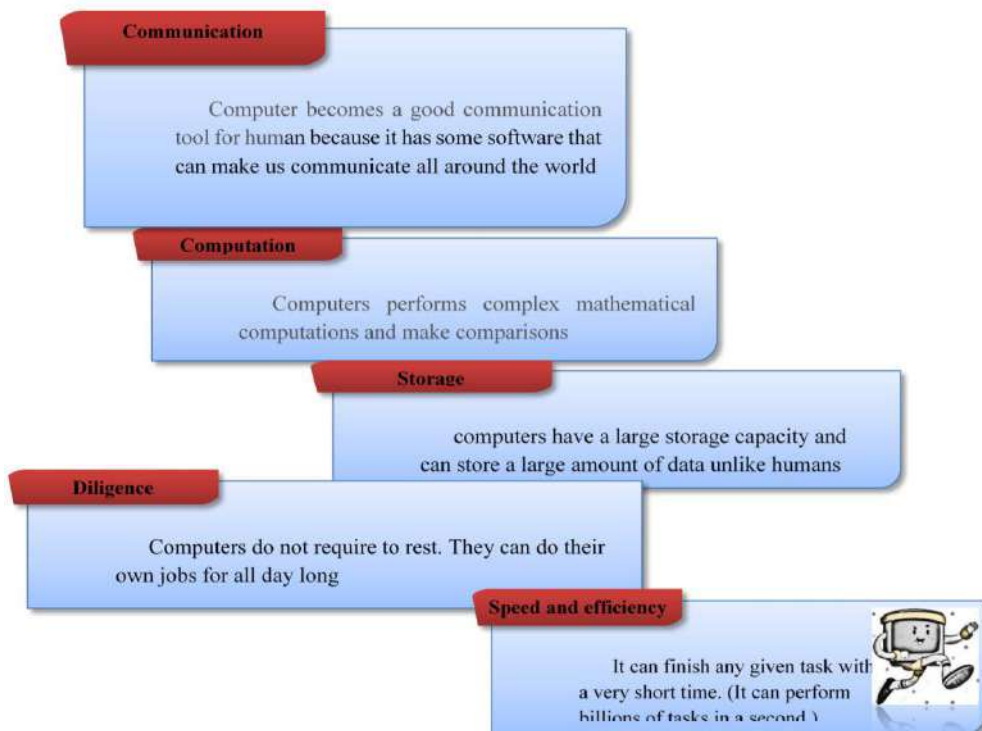 Communication
Computer becomes a good communication
tool for human because it has some software that
can make us communicate all around the world
Computation
Computers performs complex mathematical
computations and make comparisons
Storage
computers have a large storage capacity and
can store a large amount of data unlike humans
Diligence
Computers do not require to rest. They can do their
own jobs for all day long
Speed and efficiency
It can finish any given task with
a very short time. (It can perform
billions of tasks in a second.)